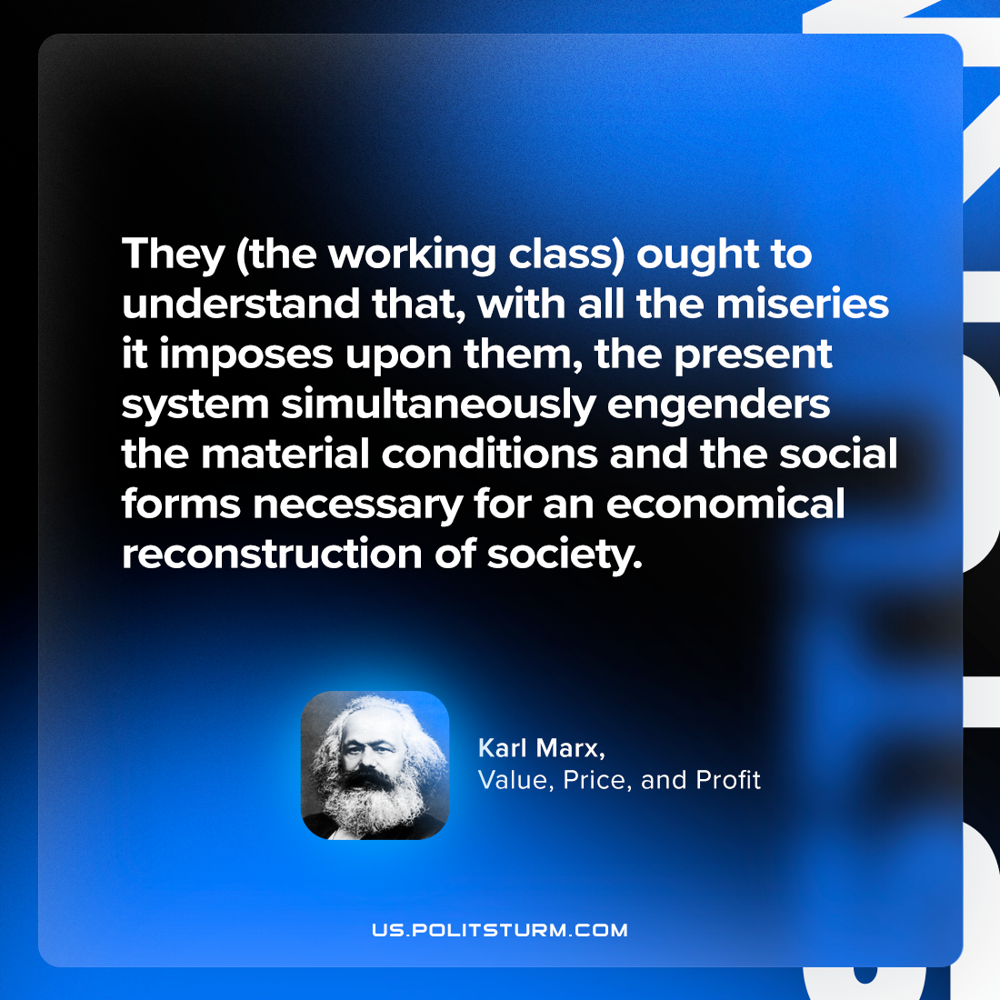 They (the working class) ought to
understand that, with all the miseries
it imposes upon them, the present
system simultaneously engenders
the material conditions and the social
forms necessary for an economical
reconstruction of society.
Karl Marx,
Value, Price, and Profit
US.POLITSTURM.COM